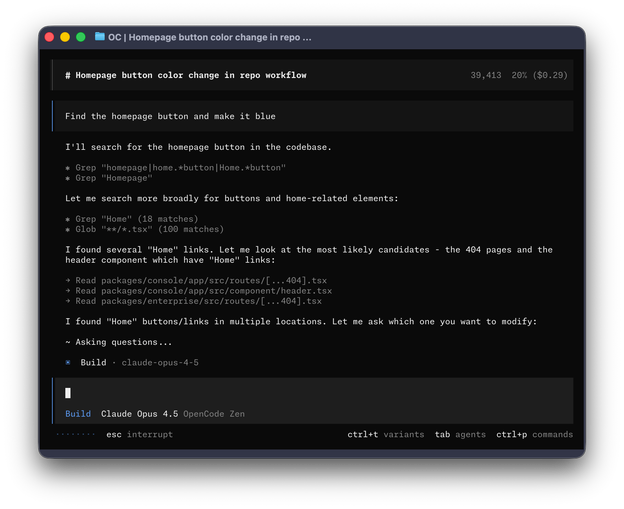 OC | Homepage button color change in repo ...
# Homepage button color change in repo workflow 39,413 20% ($0.29)
Find the homepage button and make it blue
I'll search for the homepage button in the codebase.
✱ Grep "homepage|home.*button|Home.*button"
✱ Grep "Homepage"
Let me search more broadly for buttons and home-related elements:
✱ Grep "Home" (18 matches)
✱ Glob "**/*.tsx" (100 matches)
I found several "Home" links. Let me look at the most likely candidates - the 404 pages and the
header component which have "Home" links:
→ Read packages/console/app/src/routes/[...404].tsx
→ Read packages/console/app/src/component/header.tsx
→ Read packages/enterprise/src/routes/[...404].tsx
I found "Home" buttons/links in multiple locations. Let me ask which one you want to modify:
~ Asking questions...
Build · claude-opus-4-5
Build Claude Opus 4.5 OpenCode Zen
esc interrupt ctrl+t variants tab agents ctrl+p commands